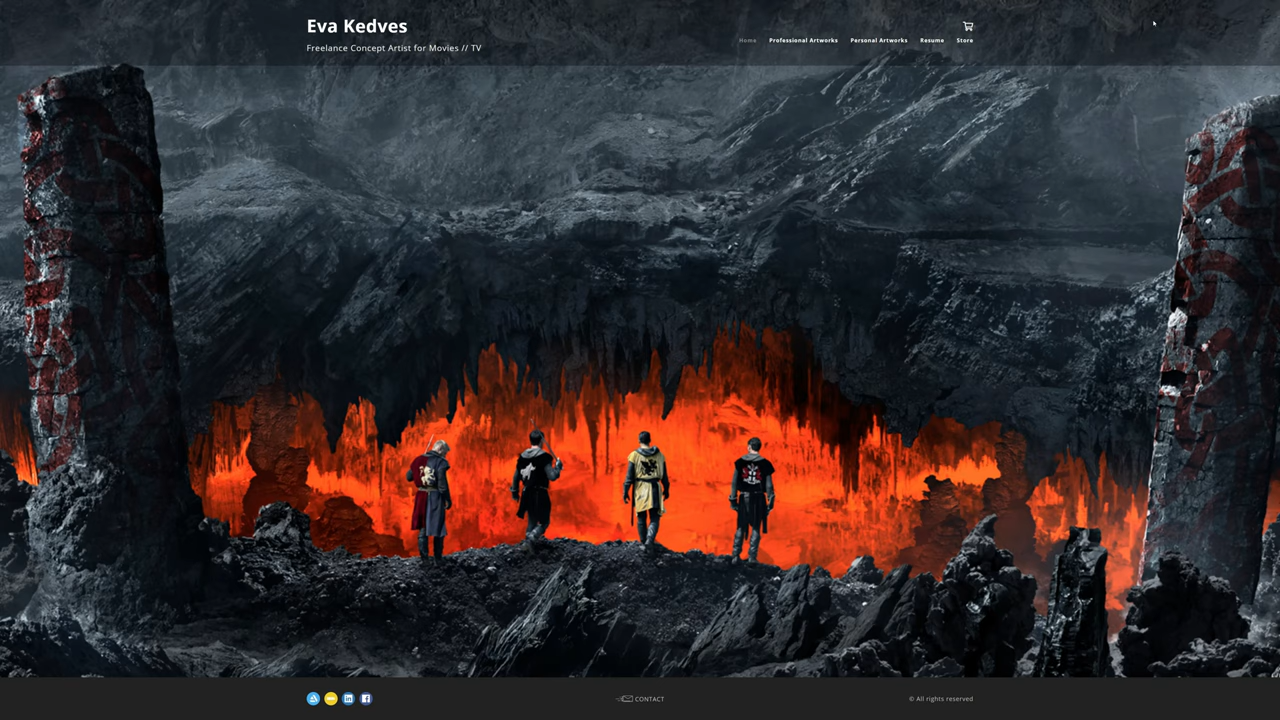 Eva Kedves
Freelance Concept Artist for Movies // TV
Home Professional Artworks Personal Artworks Resume Store
CONTACT
© All rights reserved